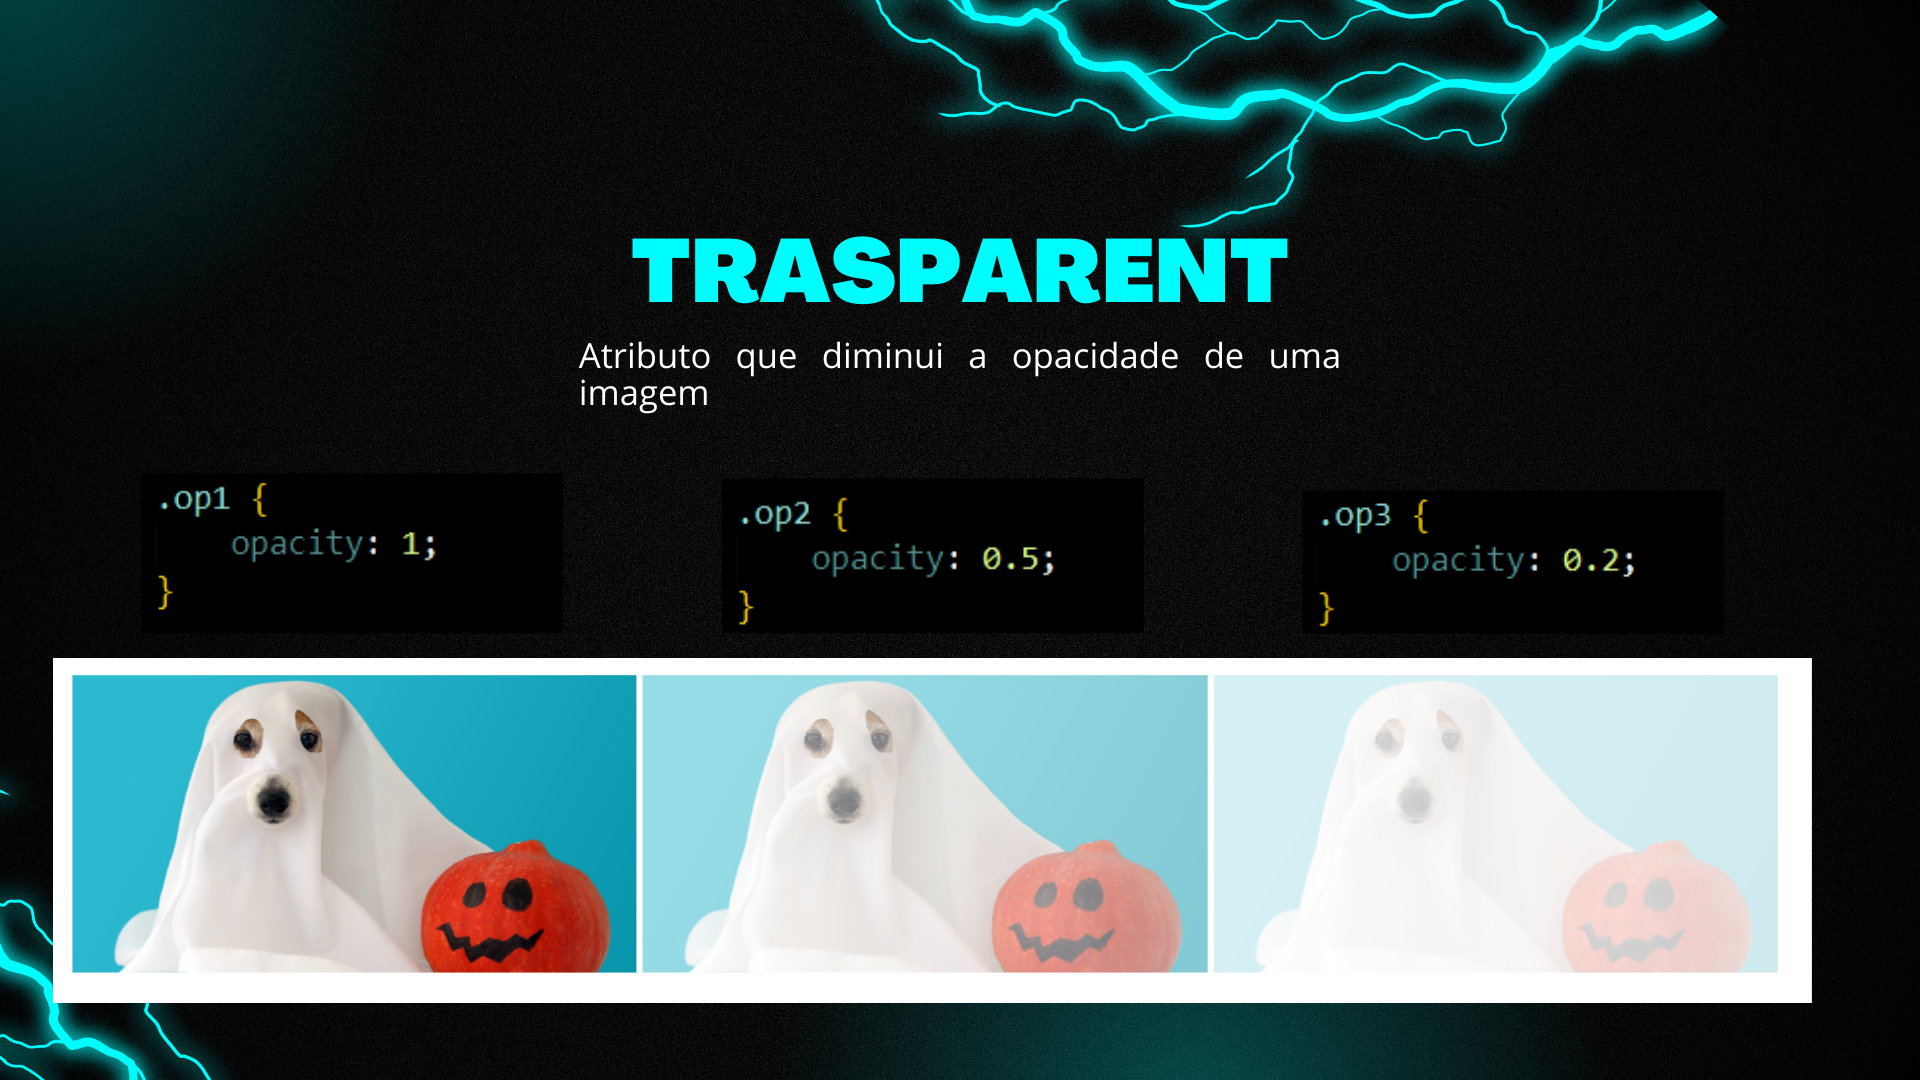 TRASPARENT
Atributo que diminui a opacidade de uma
imagem
.op1 {
opacity: 1;
}
.op2 {
opacity: 0.5;
}
.op3 {
opacity: 0.2;
}